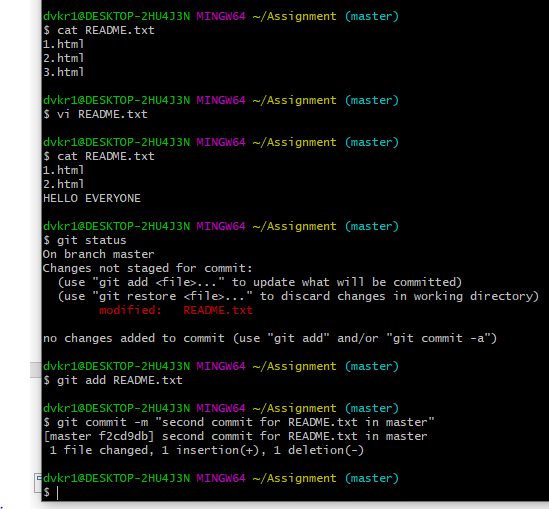 dvkr1@DESKTOP-2HU4J3N MINGW64 ~/Assignment (master)
$ cat README.txt
1.html
2.html
3.html
dvkr1@DESKTOP-2HU4J3N MINGW64 ~/Assignment (master)
$ vi README.txt
dvkr1@DESKTOP-2HU4J3N MINGW64 ~/Assignment (master)
$ cat README.txt
1.html
2.html
HELLO EVERYONE
dvkr1@DESKTOP-2HU4J3N MINGW64 ~/Assignment (master)
$ git status
On branch master
Changes not staged for commit:
  (use "git add <file>..." to update what will be committed)
  (use "git restore <file>..." to discard changes in working directory)
        modified:   README.txt
no changes added to commit (use "git add" and/or "git commit -a")
dvkr1@DESKTOP-2HU4J3N MINGW64 ~/Assignment (master)
$ git add README.txt
dvkr1@DESKTOP-2HU4J3N MINGW64 ~/Assignment (master)
$ git commit -m "second commit for README.txt in master"
[master f2cd9db] second commit for README.txt in master
 1 file changed, 1 insertion(+), 1 deletion(-)
dvkr1@DESKTOP-2HU4J3N MINGW64 ~/Assignment (master)
$